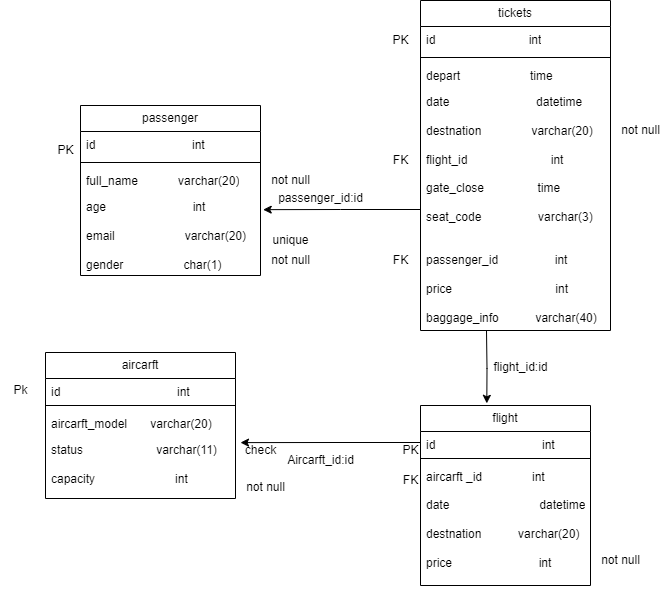 tickets
PK id int
depart time
date datetime
destnation varchar(20) not null
FK flight_id int
gate_close time
seat_code varchar(3)
FK passenger_id int
price int
baggage_info varchar(40)
passenger
PK id int
full_name varchar(20) not null
age int
email varchar(20) unique
gender char(1) not null
passenger_id:id
flight_id:id
aircarft
Pk id int
aircarft_model varchar(20)
status varchar(11) check
capacity int not null
Aircarft_id:id
flight
PK id int
FK aircarft _id int
date datetime
destnation varchar(20)
price int not null